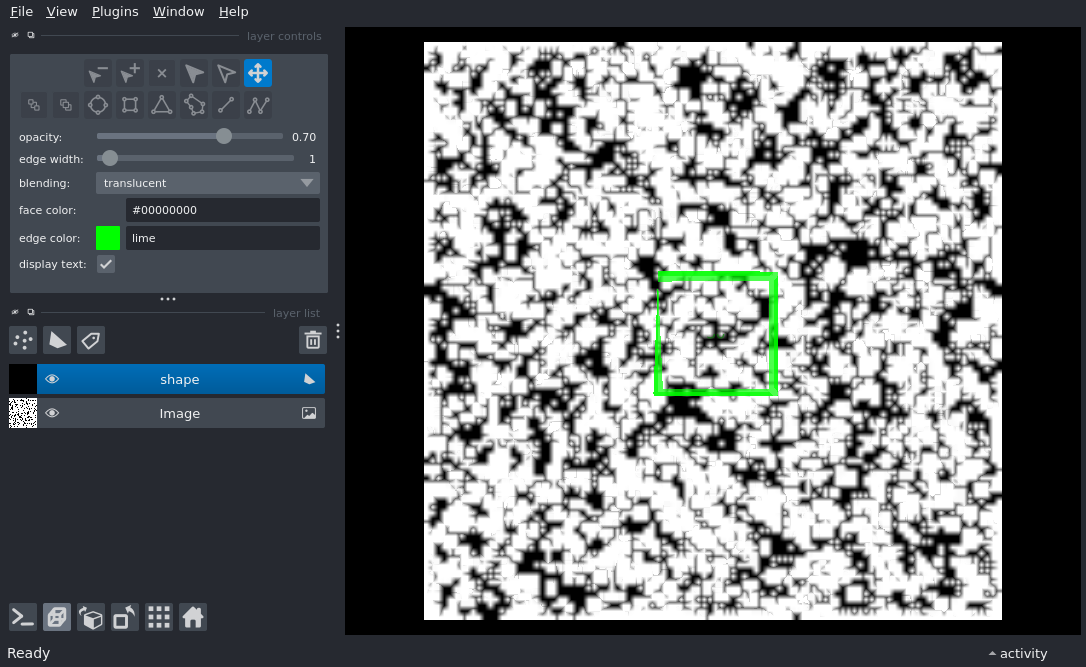 File View Plugins Window Help
layer controls
opacity: 0.70
edge width: 1
blending: translucent
face color: #00000000
edge color: lime
display text:
layer list
shape
Image
Ready activity